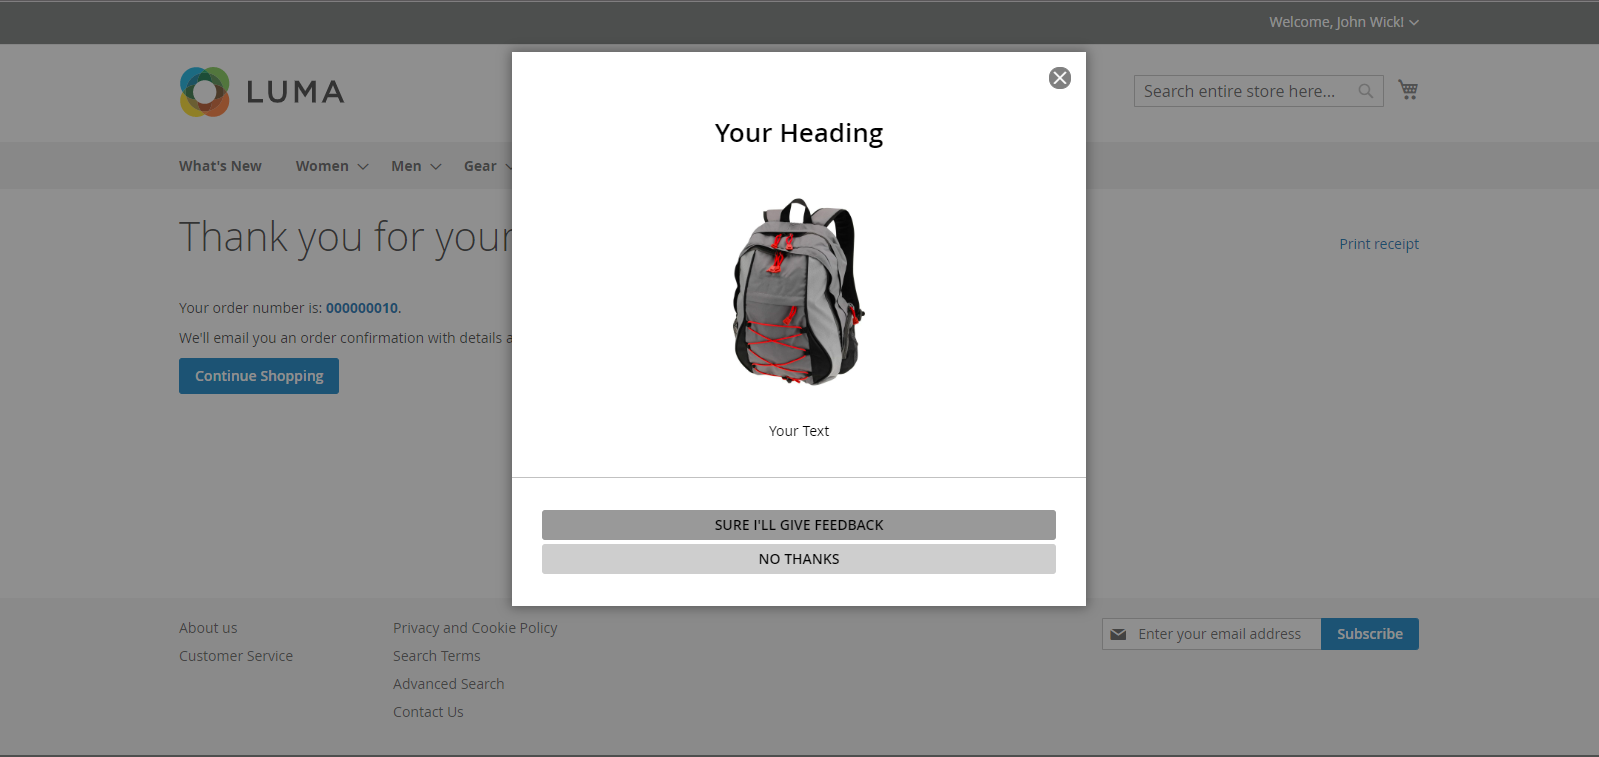 Welcome, John Wick!
LUMA
Search entire store here...
What's New Women Men Gear
Thank you for your
Print receipt
Your order number is: 000000010.
We'll email you an order confirmation with details a
Continue Shopping
Your Heading
Your Text
SURE I'LL GIVE FEEDBACK
NO THANKS
About us
Customer Service
Privacy and Cookie Policy
Search Terms
Advanced Search
Contact Us
Enter your email address Subscribe